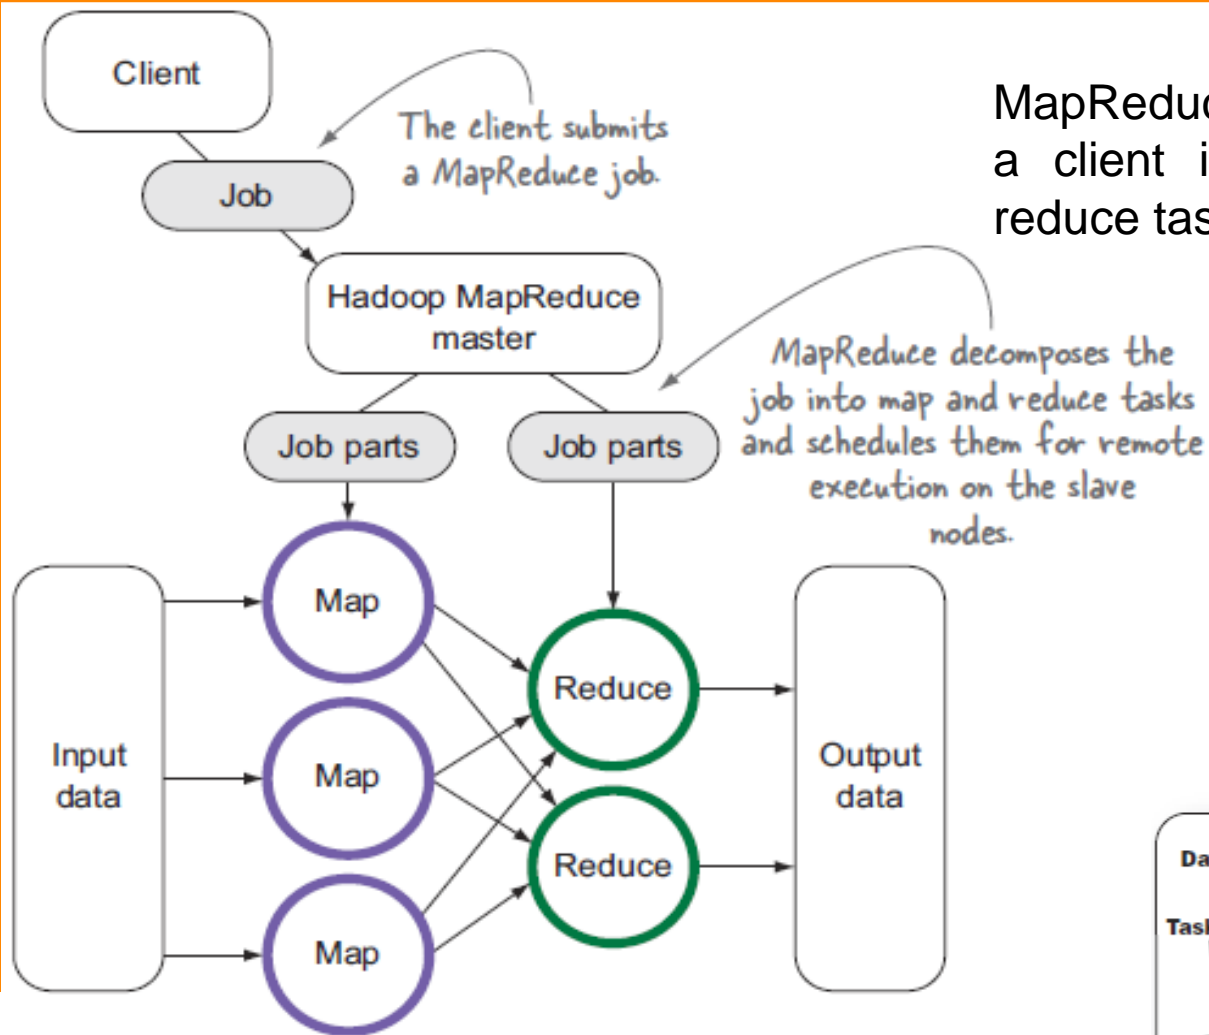 Client
The client submits
a MapReduce job.
Job
a client
reduce
Hadoop MapReduce
master
MapReduce decomposes the
job into map and reduce tasks
and schedules them for remote
execution on the slave
nodes.
Job parts
Job parts
Map
Map
Map
Reduce
Reduce
Input
data
Output
data